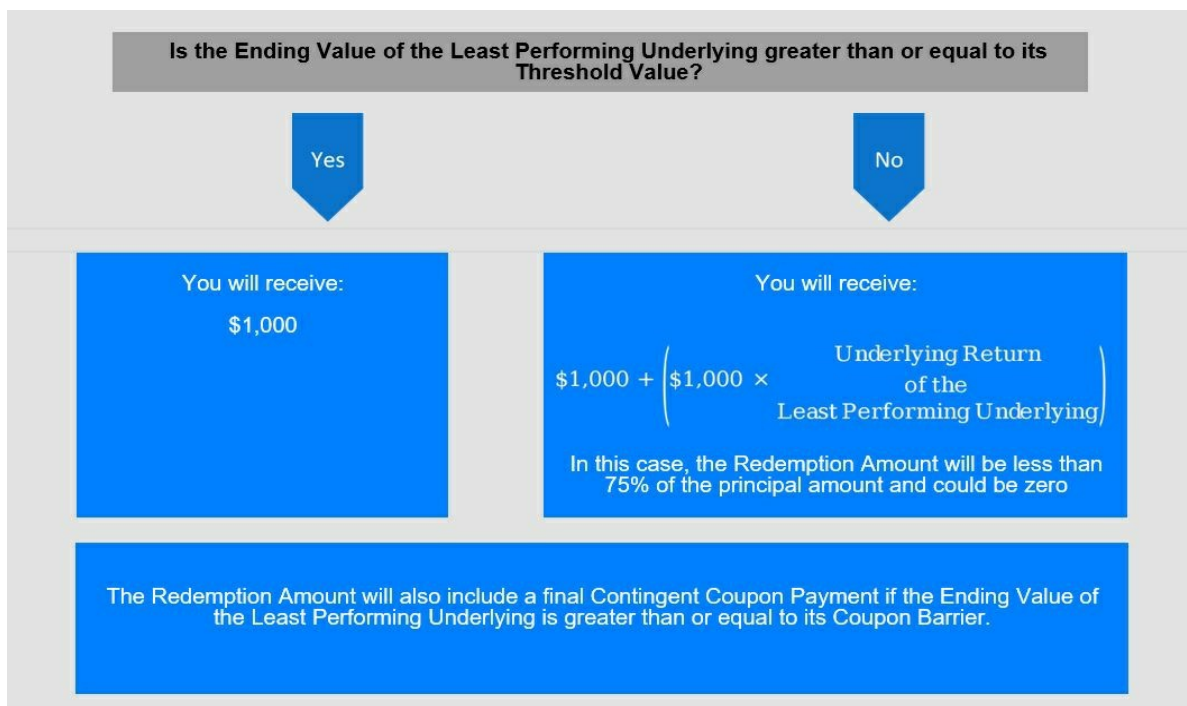 Is the Ending Value of the Least Performing Underlying greater than or equal to its
Threshold Value?
Yes
No
You will receive:
$1,000
You will receive:
$1,000 + ($1,000 × Underlying Return
of the
Least Performing Underlying)
In this case, the Redemption Amount will be less than
75% of the principal amount and could be zero
The Redemption Amount will also include a final Contingent Coupon Payment if the Ending Value of
the Least Performing Underlying is greater than or equal to its Coupon Barrier.